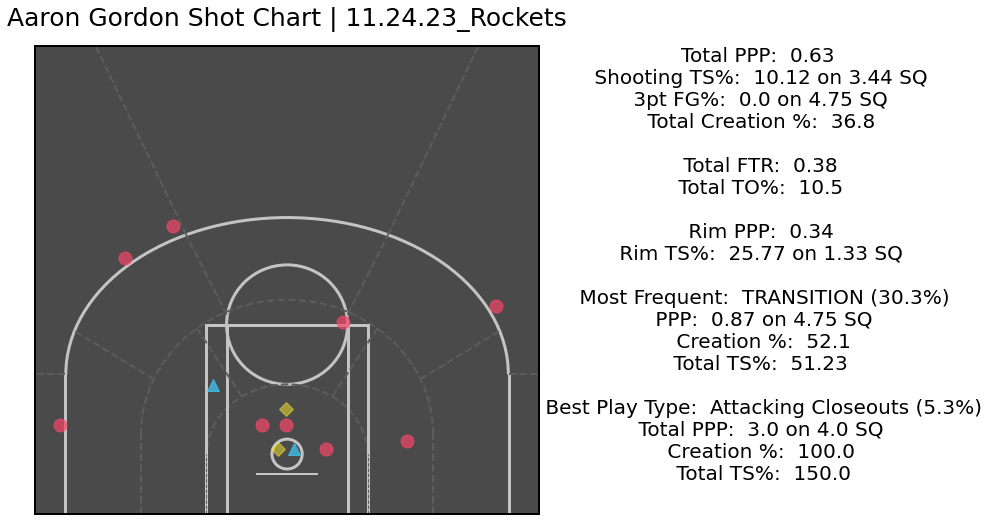 Aaron Gordon Shot Chart | 11.24.23_Rockets
Total PPP:  0.63
Shooting TS%:  10.12 on 3.44 SQ
3pt FG%:  0.0 on 4.75 SQ
Total Creation %:  36.8
Total FTR:  0.38
Total TO%:  10.5
Rim PPP:  0.34
Rim TS%:  25.77 on 1.33 SQ
Most Frequent:  TRANSITION (30.3%)
PPP:  0.87 on 4.75 SQ
Creation %:  52.1
Total TS%:  51.23
Best Play Type:  Attacking Closeouts (5.3%)
Total PPP:  3.0 on 4.0 SQ
Creation %:  100.0
Total TS%:  150.0